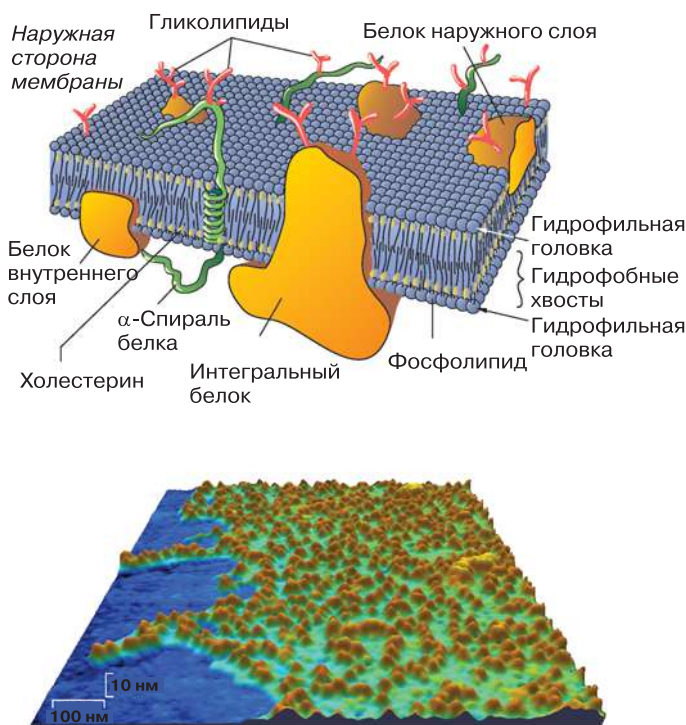 Наружная
сторона
мембраны
Гликолипиды
Белок наружного слоя
Гидрофильная
головка
Гидрофобные
хвосты
Гидрофильная
головка
Белок
внутреннего
слоя
α-Спираль
белка
Холестерин
Интегральный
белок
Фосфолипид
10 нм
100 нм